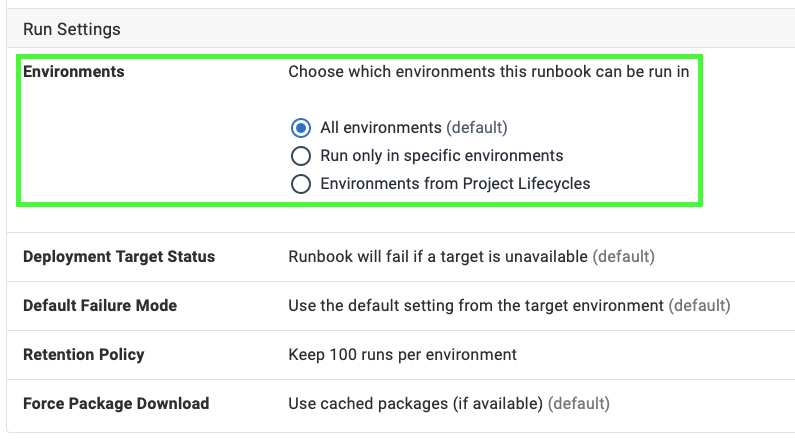 Run Settings
Environments Choose which environments this runbook can be run in
All environments (default)
Run only in specific environments
Environments from Project Lifecycles
Deployment Target Status Runbook will fail if a target is unavailable (default)
Default Failure Mode Use the default setting from the target environment (default)
Retention Policy Keep 100 runs per environment
Force Package Download Use cached packages (if available) (default)